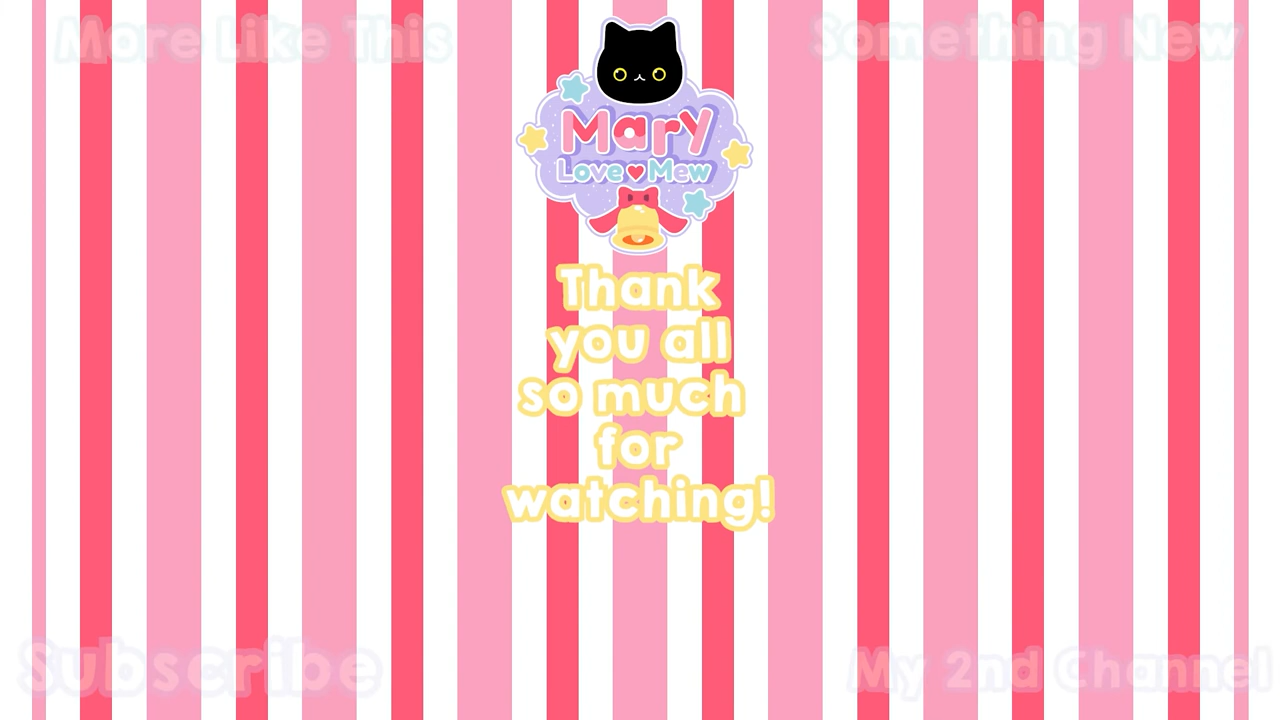 More Like This
Something New
Mary
Love Mew
Thank
you all
so much
for
watching!
Subscribe
My 2nd Channel